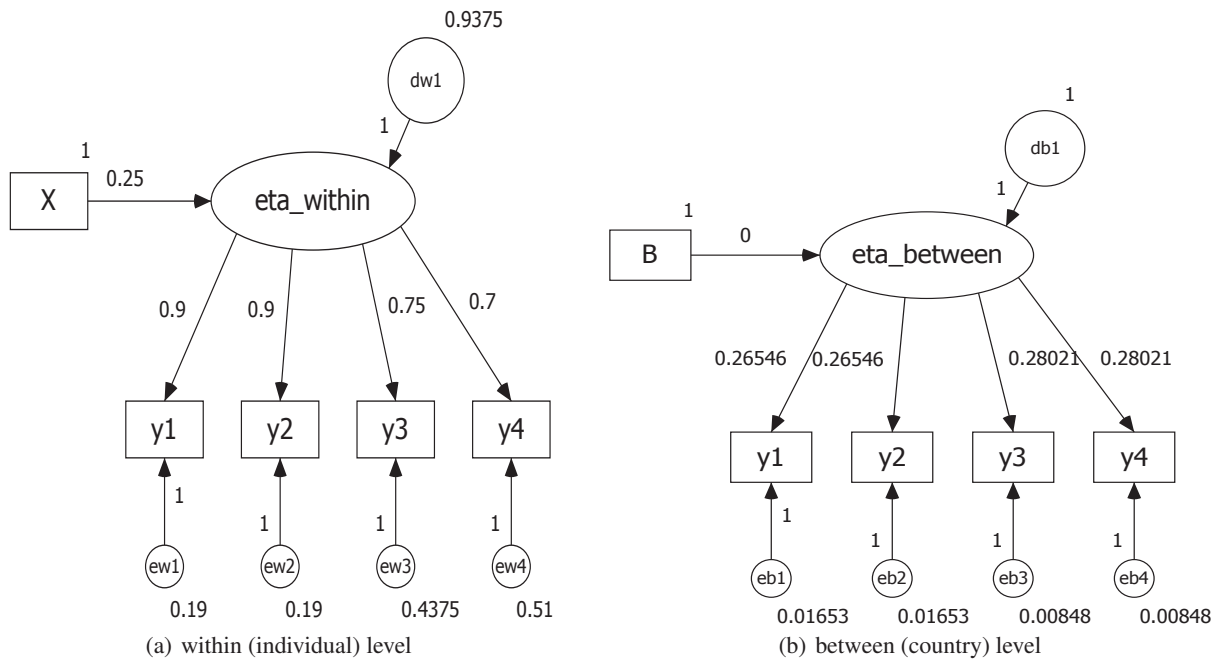 0.9375
dw1
1
1
0.25
X
eta_within
0.9
0.9
0.75
0.7
y1
y2
y3
y4
1
1
1
1
ew1
ew2
ew3
ew4
0.19
0.19
0.4375
0.51
(a) within (individual) level
1
db1
1
1
0
B
eta_between
0.26546
0.26546
0.28021
0.28021
y1
y2
y3
y4
1
1
1
1
eb1
eb2
eb3
eb4
0.01653
0.01653
0.00848
0.00848
(b) between (country) level